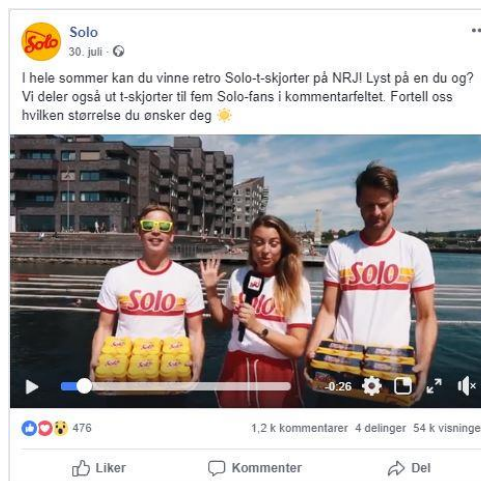 Solo
Solo
30. juli ·
I hele sommer kan du vinne retro Solo-t-skjorter på NRJ! Lyst på en du og?
Vi deler også ut t-skjorter til fem Solo-fans i kommentarfeltet. Fortell oss
hvilken størrelse du ønsker deg
Solo
Solo
Solo
-0:26
476
1,2 k kommentarer 4 delinger 54 k visninge
Liker
Kommenter
Del